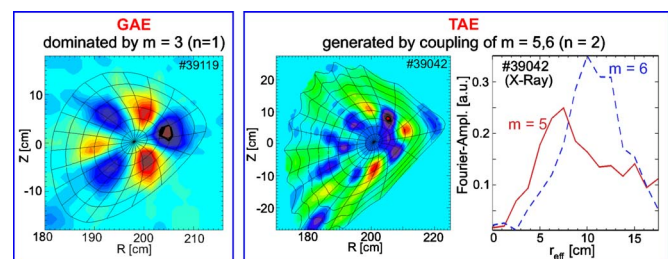 GAE
dominated by m = 3 (n=1)
#39119
Z [cm]
10
0
-10
180
190
200
210
R [cm]
TAE
generated by coupling of m = 5,6 (n = 2)
#39042
Z [cm]
20
10
0
-10
-20
160
180
200
220
R [cm]
#39042
(X-Ray)
m = 6
m = 5
Fourier-Ampl. [a.u.]
0.3
0.2
0.1
0
5
10
15
r eff [cm]